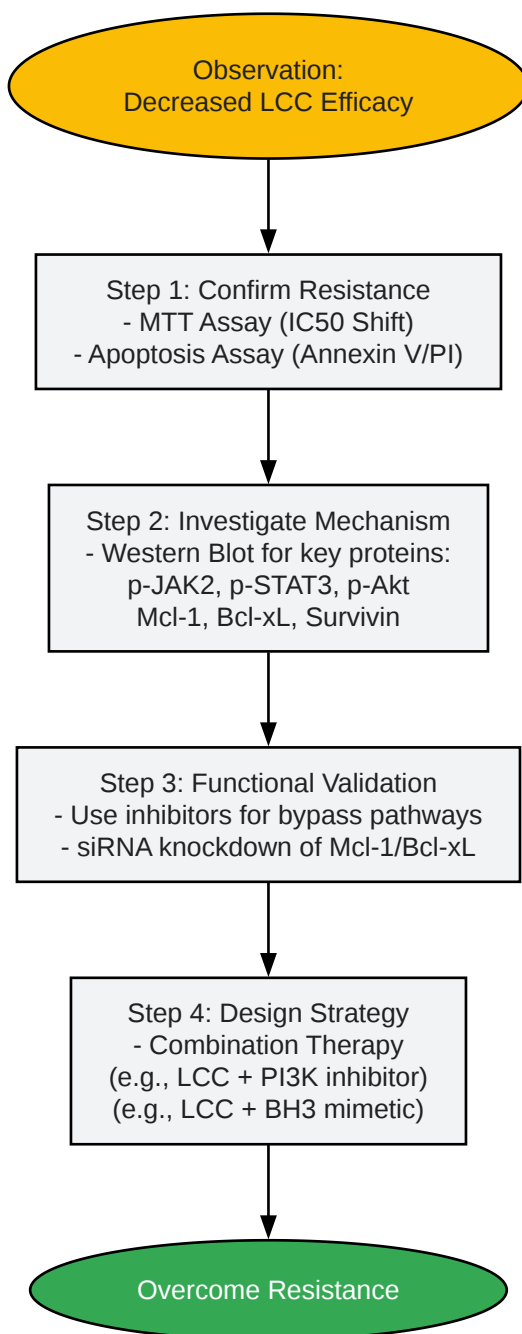 Observation:
Decreased LCC Efficacy
Step 1: Confirm Resistance
- MTT Assay (IC50 Shift)
- Apoptosis Assay (Annexin V/PI)
Step 2: Investigate Mechanism
- Western Blot for key proteins:
p-JAK2, p-STAT3, p-Akt
Mcl-1, Bcl-xL, Survivin
Step 3: Functional Validation
- Use inhibitors for bypass pathways
- siRNA knockdown of Mcl-1/Bcl-xL
Step 4: Design Strategy
- Combination Therapy
(e.g., LCC + PI3K inhibitor)
(e.g., LCC + BH3 mimetic)
Overcome Resistance